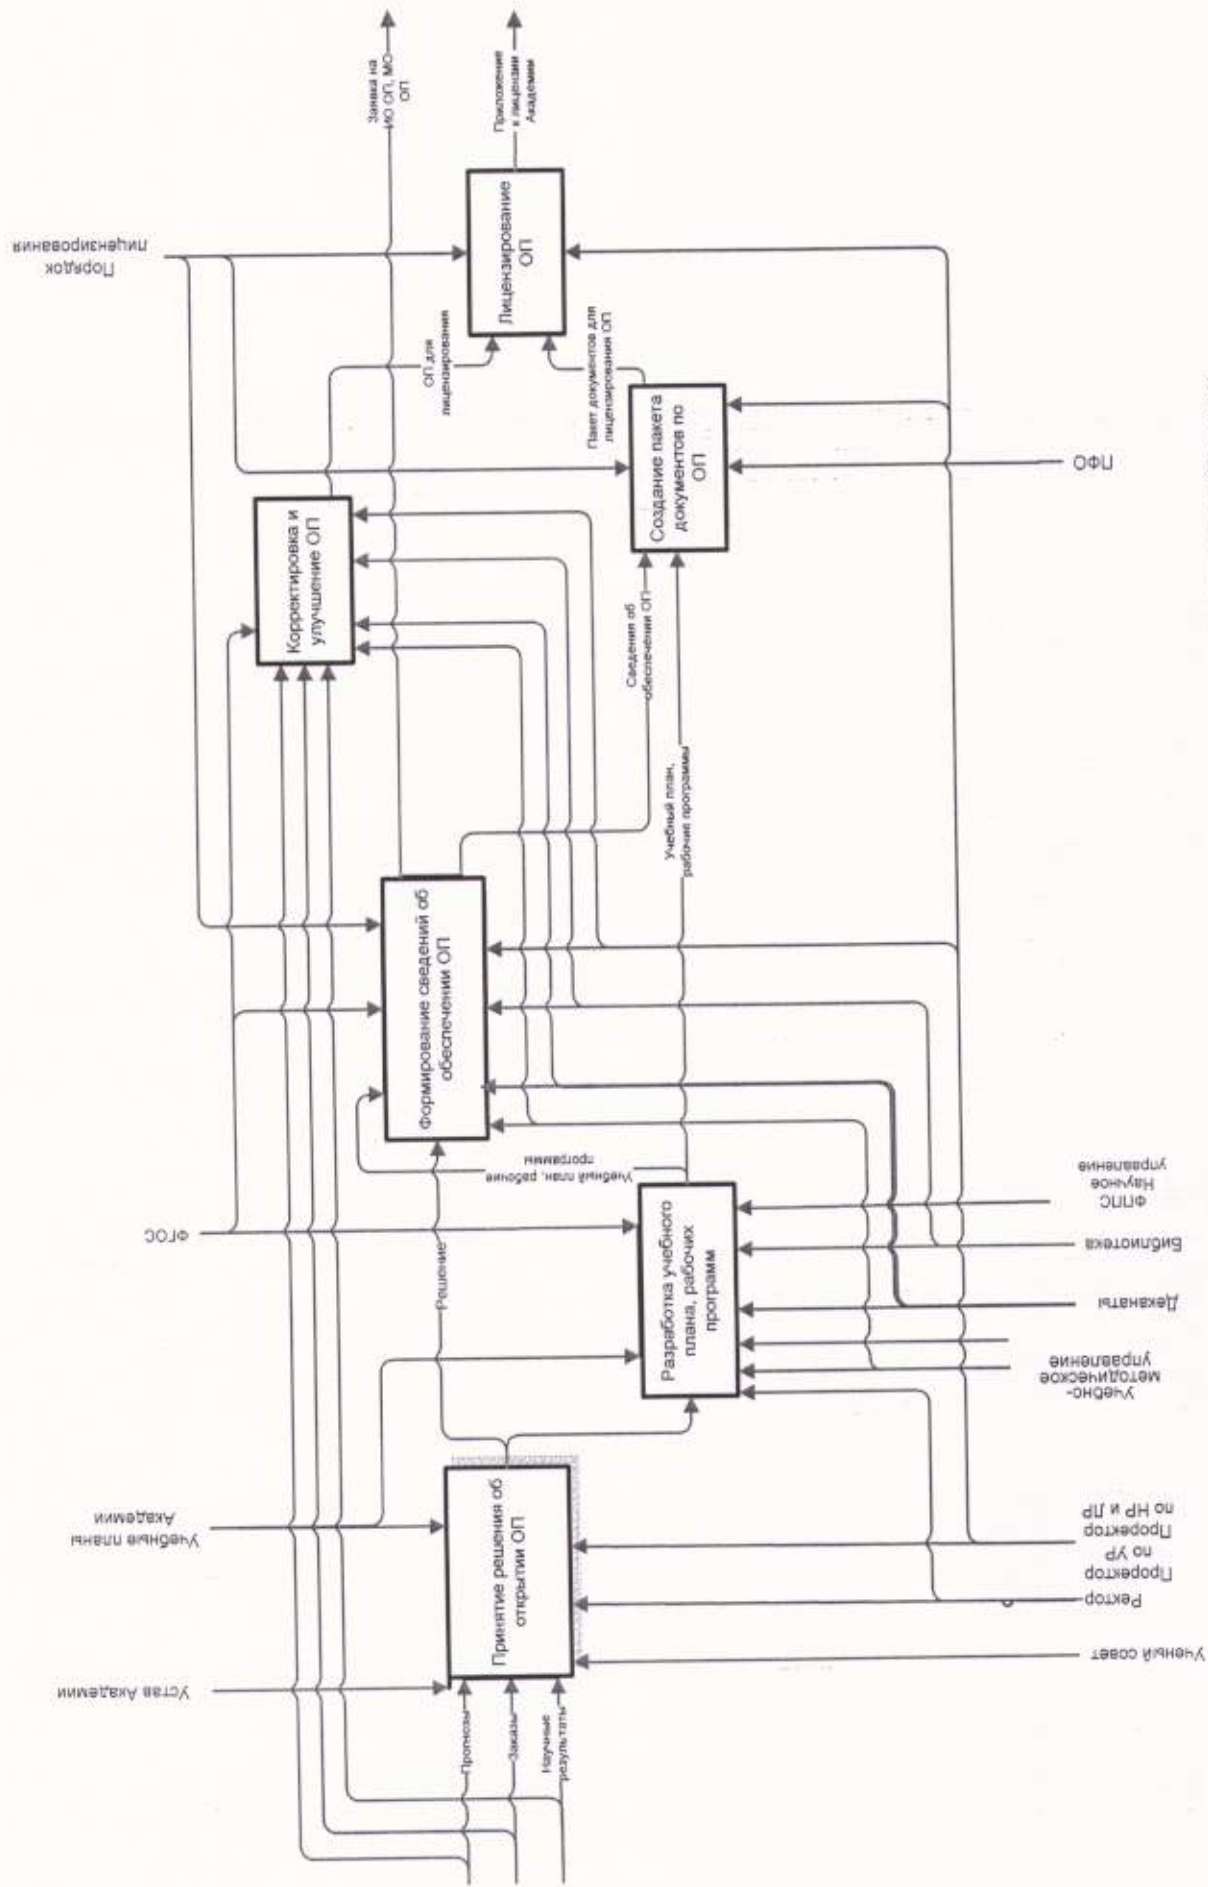 Порядок
лицензирования
ФГОС
Учебные планы
Академии
Устав Академии
Заявка на
ИО ОП, МО
ОП
Приложение
к лицензии
Академии
Лицензирование
ОП
ОП для
лицензирования
Пакет документов для
лицензирования ОП
Корректировка и
улучшение ОП
Создание пакета
документов по
ОП
Сведения об
обеспечении ОП
Учебный план,
рабочие программы
Формирование сведений об
обеспечении ОП
Учебный план, рабочие
программы
Решение
Разработка учебного
плана, рабочих
программ
Принятие решения об
открытии ОП
Прогнозы
Заказы
Научные
результаты
Ученый совет
Ректор
Проректор
по УР
Проректор
по НР и ЛР
Учебно-
методическое
управление
Деканаты
Библиотека
ФППС
Научное
управление
ПФО